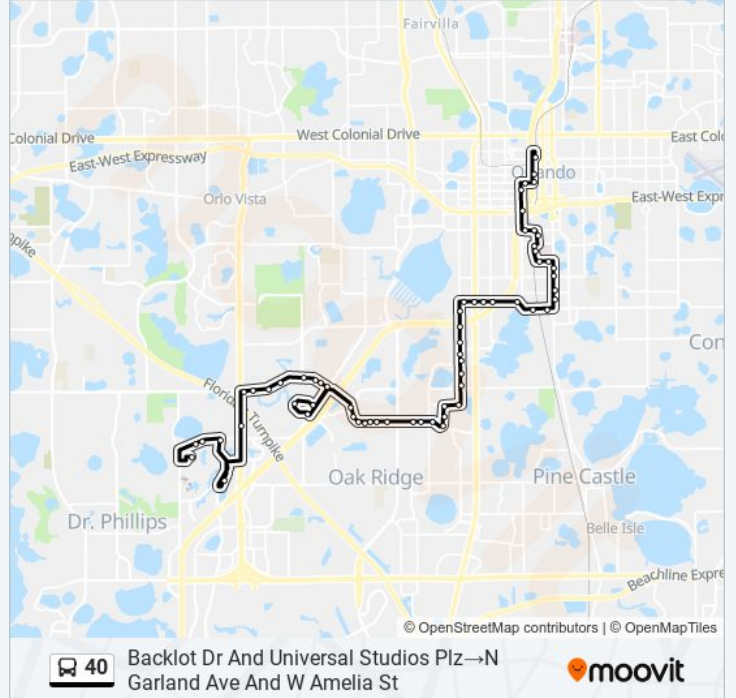 Fairvilla
Colonial Drive
West Colonial Drive
East Col
East-West Expressway
Orlando
Orlo Vista
East-West Expr
npike
Con
Florida's Turnpike
Oak Ridge
Pine Castle
Dr. Phillips
Belle Isle
Beachline Expre
© OpenStreetMap contributors | © OpenMapTiles
40
Backlot Dr And Universal Studios Plz→N
Garland Ave And W Amelia St
moovit